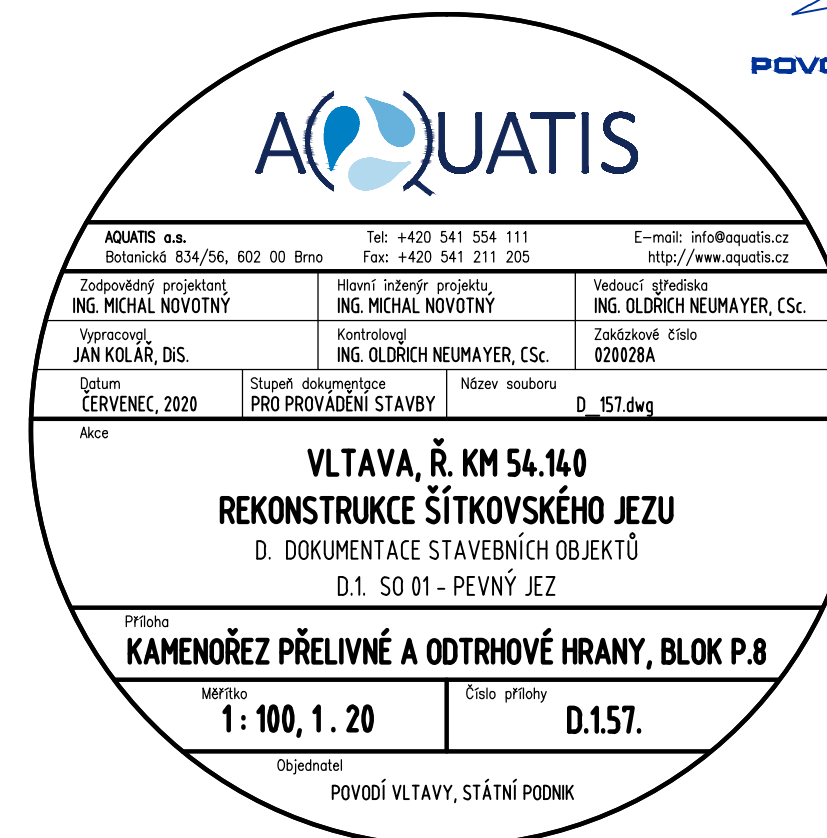 POVO
AQUATIS
AQUATIS a.s. Tel: +420 541 554 111 E-mail: info@aquatis.cz
Botanická 834/56, 602 00 Brno Fax: +420 541 211 205 http://www.aquatis.cz
Zodpovědný projektant Hlavní inženýr projektu Vedoucí střediska
ING. MICHAL NOVOTNÝ ING. MICHAL NOVOTNÝ ING. OLDŘICH NEUMAYER, CSc.
Vypracoval Kontroloval Zakázkové číslo
JAN KOLÁŘ, DiS. ING. OLDŘICH NEUMAYER, CSc. 020028A
Datum Stupeň dokumentace Název souboru
ČERVENEC, 2020 PRO PROVÁDĚNÍ STAVBY D_157.dwg
Akce
VLTAVA, Ř. KM 54.140
REKONSTRUKCE ŠÍTKOVSKÉHO JEZU
D. DOKUMENTACE STAVEBNÍCH OBJEKTŮ
D.1. SO 01 - PEVNÝ JEZ
Příloha
KAMENOŘEZ PŘELIVNÉ A ODTRHOVÉ HRANY, BLOK P.8
Měřítko Číslo přílohy
1 : 100, 1 . 20 D.1.57.
Objednatel
POVODÍ VLTAVY, STÁTNÍ PODNIK